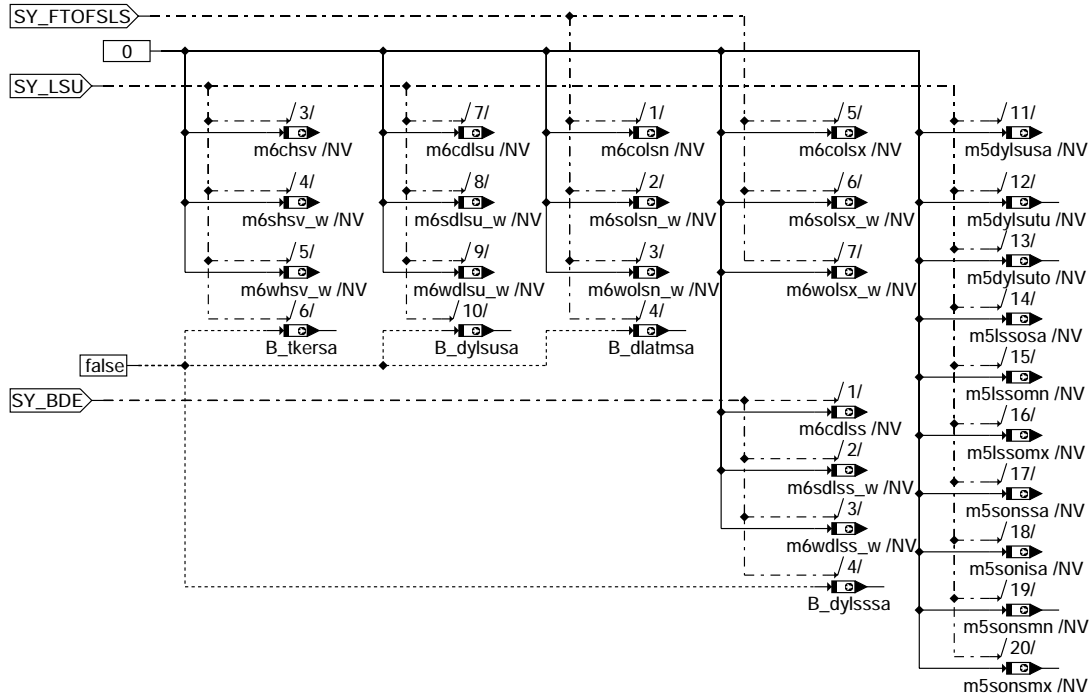 SY_FTOFSLS
0
SY_LSU
3/ 7/ 1/ 5/ 11/
m6chsv /NV m6cdlsu /NV m6colsn /NV m6colsx /NV m5dylsusa /NV
4/ 8/ 2/ 6/ 12/
m6shsv_w /NV m6sdlsu_w /NV m6solsn_w /NV m6solsx_w /NV m5dylsutu /NV
5/ 9/ 3/ 7/ 13/
m6whsv_w /NV m6wdlsu_w /NV m6wolsn_w /NV m6wolsx_w /NV m5dylsuto /NV
6/ 10/ 4/ 14/
B_tkersa B_dylsusa B_dlatmsa m5lssosa /NV
false
15/
m5lssomn /NV
SY_BDE
1/ 16/
m6cdlss /NV m5lssomx /NV
2/ 17/
m6sdlss_w /NV m5sonssa /NV
3/ 18/
m6wdlss_w /NV m5sonisa /NV
4/ 19/
B_dylsssa m5sonsmn /NV
20/
m5sonsmx /NV